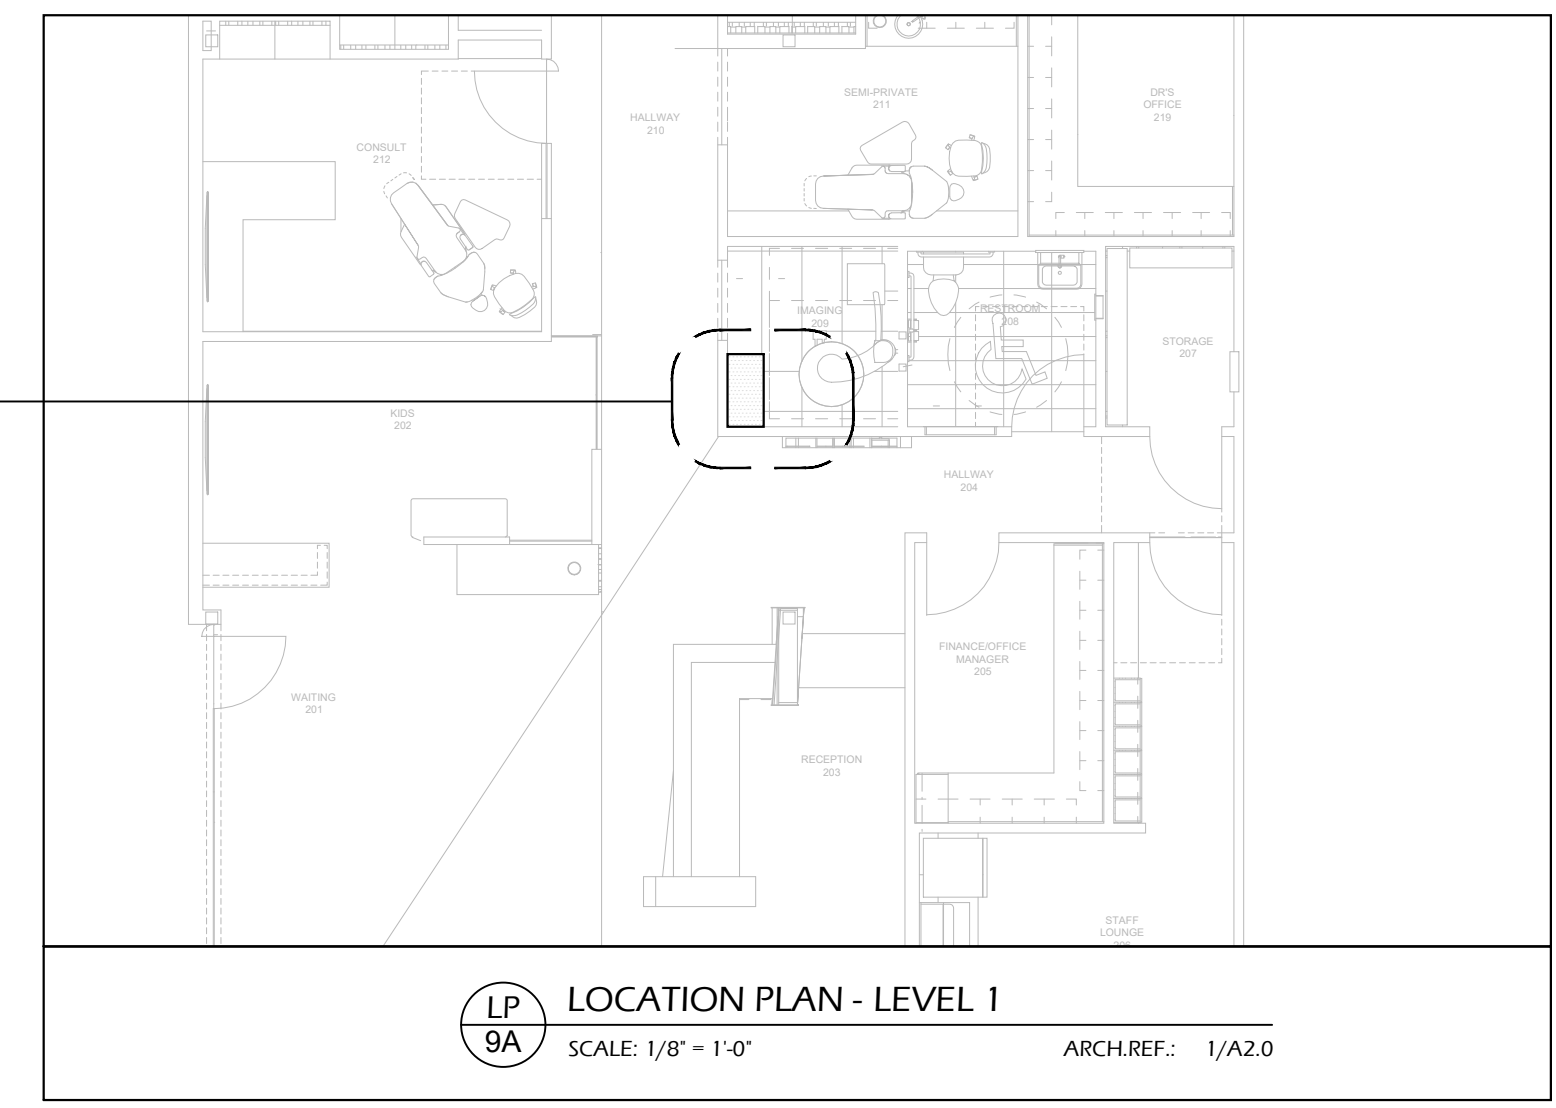 SEMI-PRIVATE
211
DR'S
OFFICE
219
HALLWAY
210
CONSULT
212
IMAGING
209
RESTROOM
208
STORAGE
207
KIDS
202
HALLWAY
204
FINANCE/OFFICE
MANAGER
205
WAITING
201
RECEPTION
203
STAFF
LOUNGE
LP
9A
LOCATION PLAN - LEVEL 1
SCALE: 1/8" = 1'-0"
ARCH.REF.: 1/A2.0